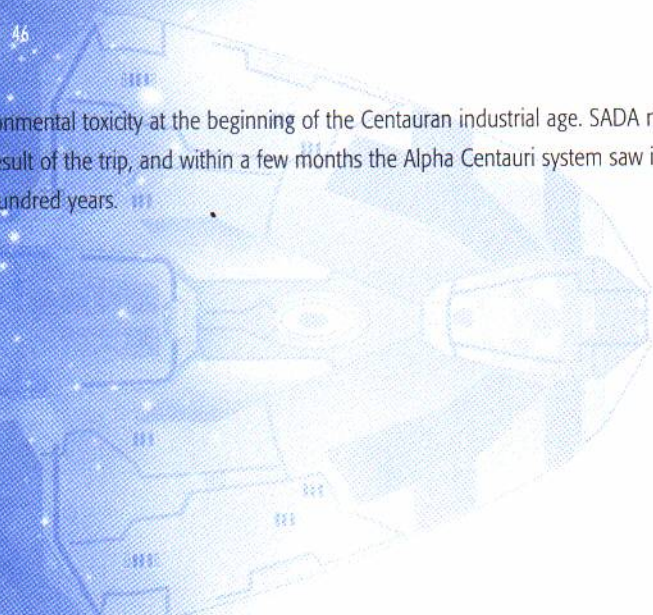 46
onmental toxicity at the beginning of the Centauran industrial age. SADA
esult of the trip, and within a few months the Alpha Centauri system saw
undred years.